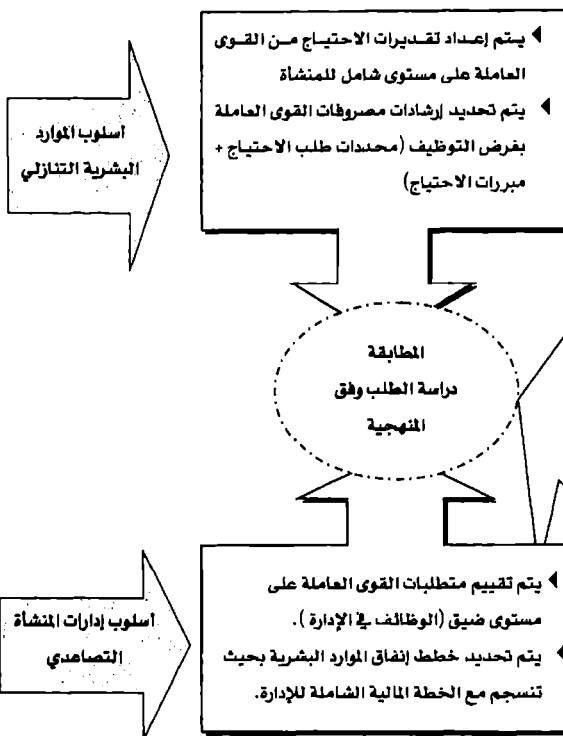 يتم إعداد تقديرات الاحتياج من القوى
العاملة على مستوى شامل للمنشأة
يتم تحديد إرشادات مصروفات القوى العاملة
بغرض التوظيف (محددات طلب الاحتياج +
مبررات الاحتياج)
أسلوب الموارد
البشرية التنازلي
المطابقة
دراسة الطلب وفق
المنهجية
يتم تقييم متطلبات القوى العاملة على
مستوى ضيق (الوظائف في الإدارة ).
يتم تحديد خطط إنفاق الموارد البشرية بحيث
تنسجم مع الخطة المالية الشاملة للإدارة.
أسلوب إدارات المنشأة
التصاعدي